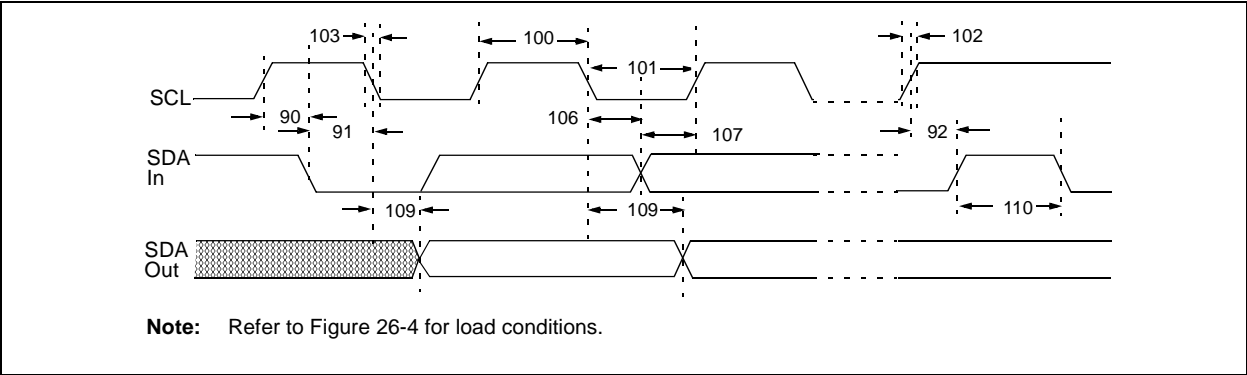 103
100
102
101
SCL
90
91
106
107
92
SDA
In
109
109
110
SDA
Out
Note: Refer to Figure 26-4 for load conditions.